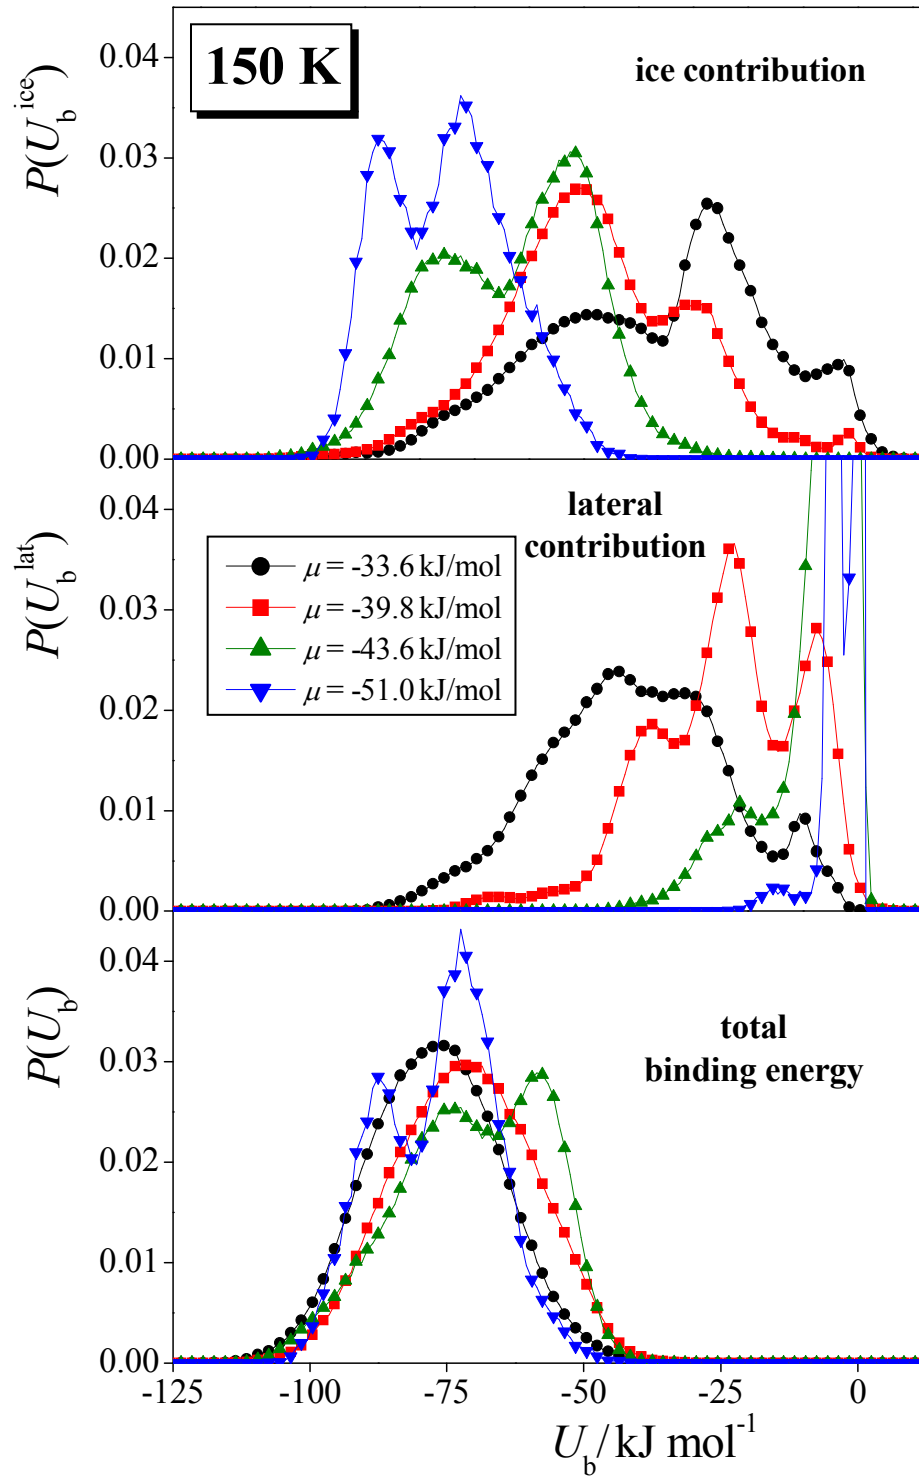 150 K
ice contribution
P(U_b^ice)
0.04
0.03
0.02
0.01
0.00
lateral
contribution
P(U_b^lat)
0.04
0.03
0.02
0.01
0.00
μ = -33.6 kJ/mol
μ = -39.8 kJ/mol
μ = -43.6 kJ/mol
μ = -51.0 kJ/mol
total
binding energy
P(U_b)
0.04
0.03
0.02
0.01
0.00
-125 -100 -75 -50 -25 0
U_b/kJ mol^-1